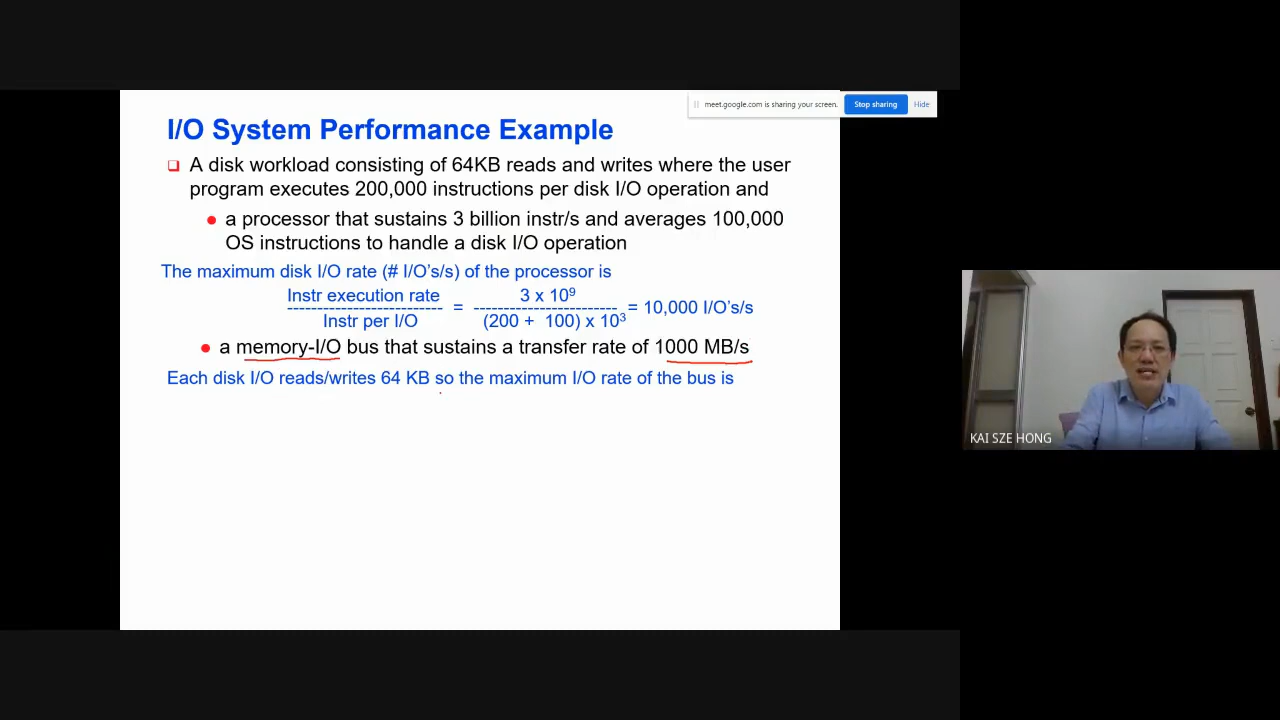 meet.google.com is sharing your screen. Stop sharing Hide
I/O System Performance Example
A disk workload consisting of 64KB reads and writes where the user
program executes 200,000 instructions per disk I/O operation and
a processor that sustains 3 billion instr/s and averages 100,000
OS instructions to handle a disk I/O operation
The maximum disk I/O rate (# I/O's/s) of the processor is
Instr execution rate 3 x 10⁹
------------------------- = ----------------------- = 10,000 I/O's/s
Instr per I/O (200 + 100) x 10³
a memory-I/O bus that sustains a transfer rate of 1000 MB/s
Each disk I/O reads/writes 64 KB so the maximum I/O rate of the bus is
KAI SZE HONG